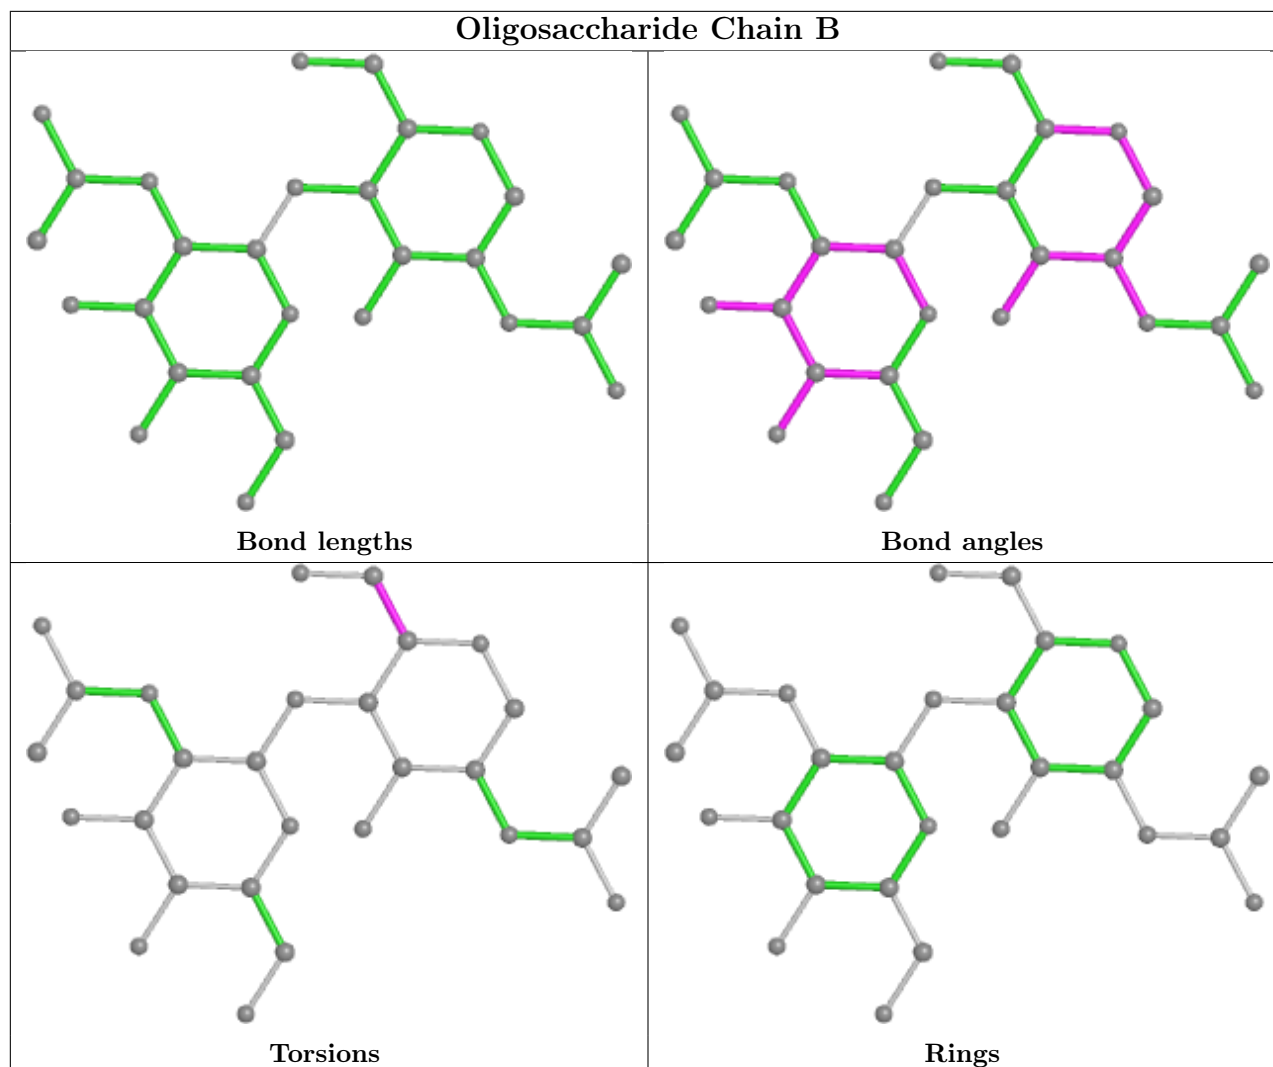 Oligosaccharide Chain B
Bond lengths
Bond angles
Torsions
Rings